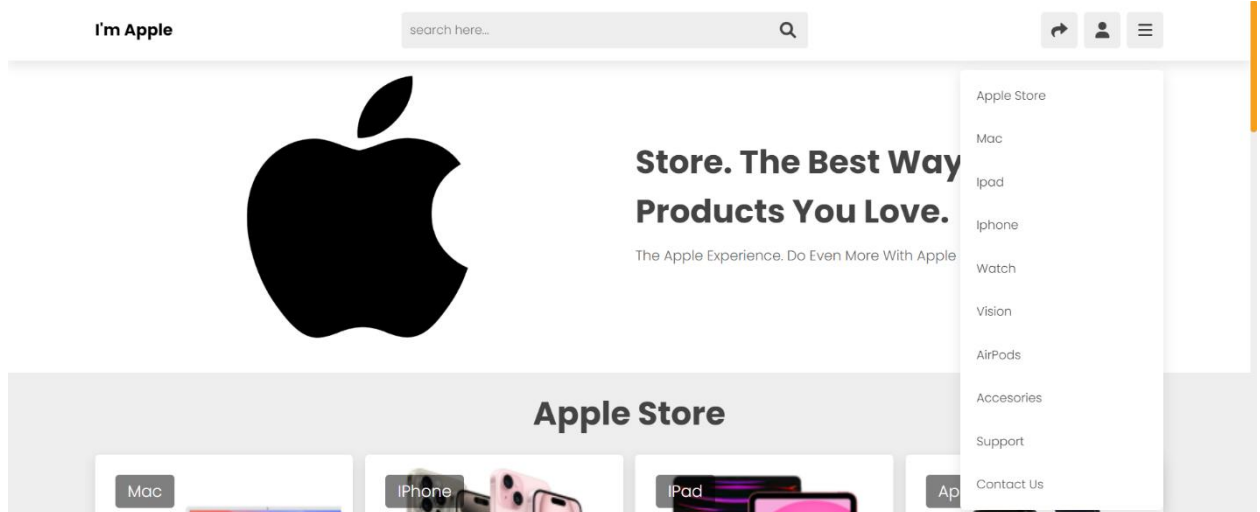 I'm Apple
search here...
Store. The Best Way
Products You Love.
The Apple Experience. Do Even More With Apple
Apple Store
Mac
Ipad
Iphone
Watch
Vision
AirPods
Accesories
Support
Contact Us
Apple Store
Mac
IPhone
IPad
Ap